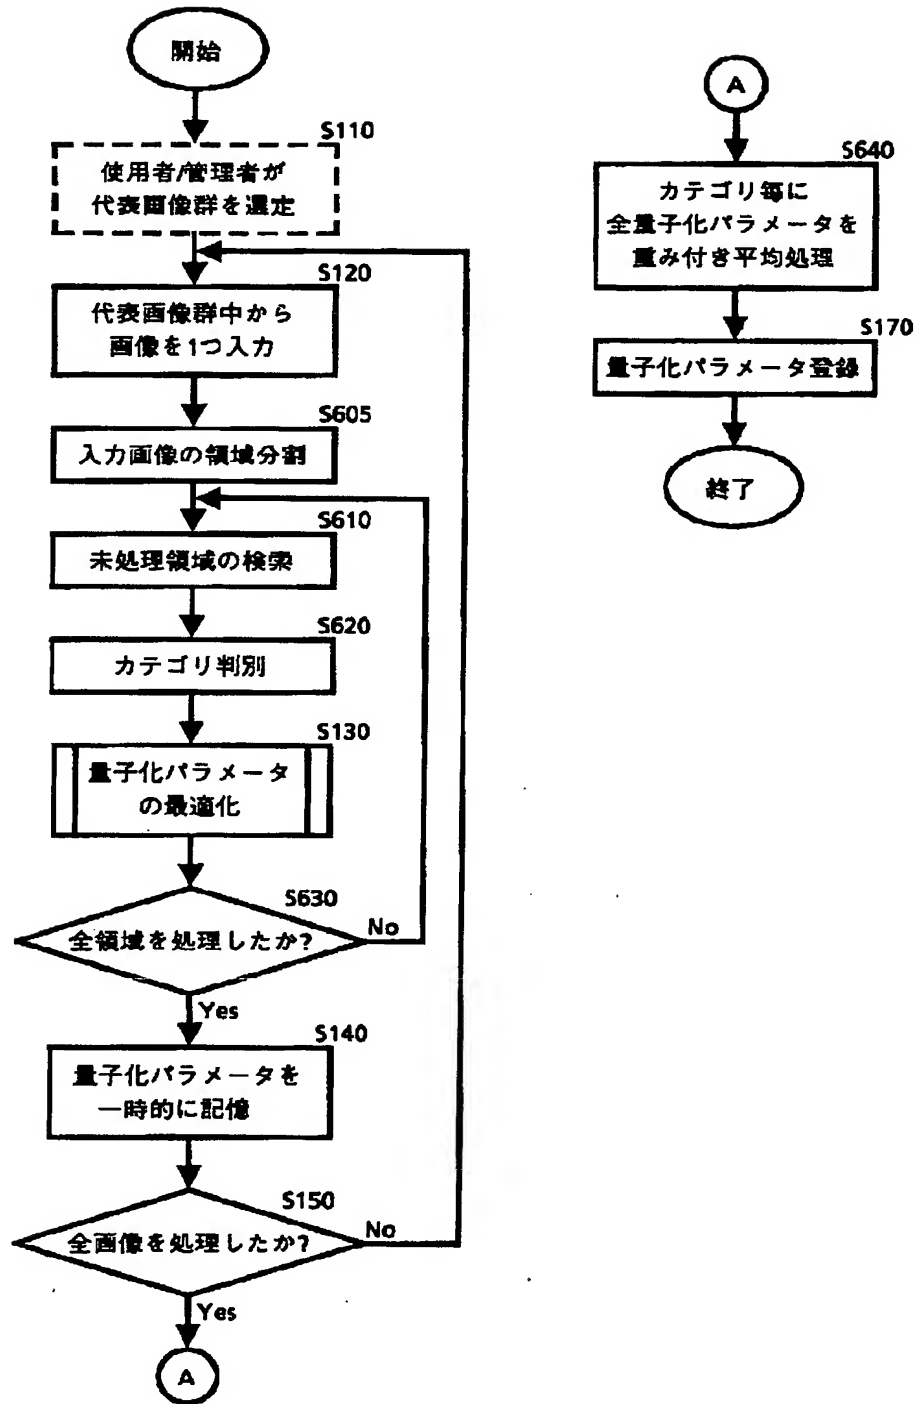 開始
S110
使用者/管理者が
代表画像群を選定
S120
代表画像群中から
画像を1つ入力
S605
入力画像の領域分割
S610
未処理領域の検索
S620
カテゴリ判別
S130
量子化パラメータ
の最適化
S630
全領域を処理したか?
No
Yes
S140
量子化パラメータを
一時的に記憶
S150
全画像を処理したか?
No
Yes
A
A
S640
カテゴリ毎に
全量子化パラメータを
重み付き平均処理
S170
量子化パラメータ登録
終了